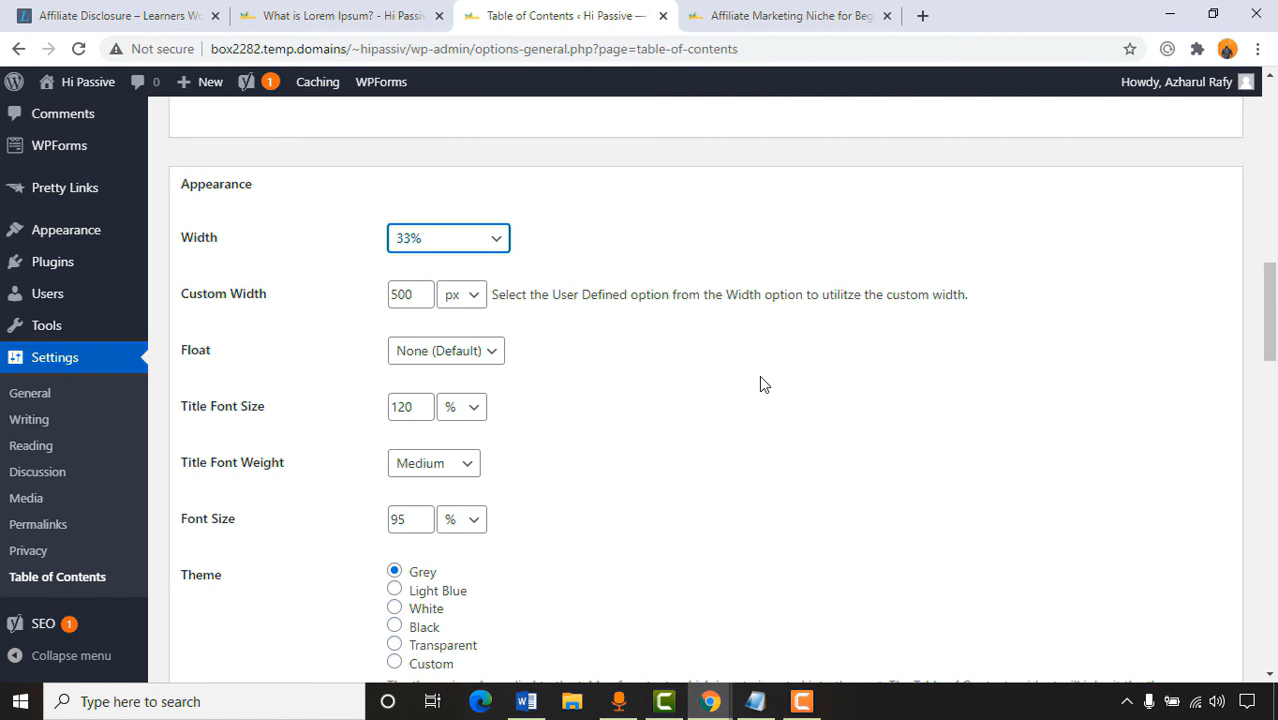 Affiliate Disclosure – Learners Wo
What is Lorem Ipsum? - Hi Passiv
Table of Contents ‹ Hi Passive —
Affiliate Marketing Niche for Beg
Not secure
box2282.temp.domains/~hipassiv/wp-admin/options-general.php?page=table-of-contents
Hi Passive
0
New
1
Caching
WPForms
Howdy, Azharul Rafy
Comments
WPForms
Pretty Links
Appearance
Plugins
Users
Tools
Settings
General
Writing
Reading
Discussion
Media
Permalinks
Privacy
Table of Contents
SEO 1
Collapse menu
Appearance
Width
33%
Custom Width
500 px Select the User Defined option from the Width option to utilitze the custom width.
Float
None (Default)
Title Font Size
120 %
Title Font Weight
Medium
Font Size
95 %
Theme
Grey
Light Blue
White
Black
Transparent
Custom
Type here to search